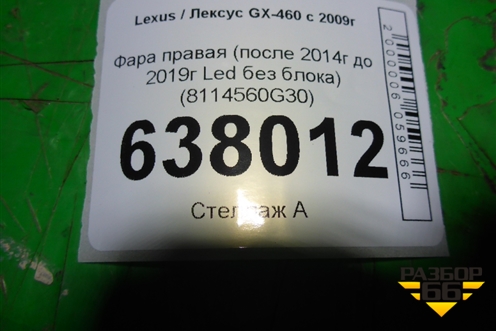 Lexus / Лексус GX-460 с 2009г
Фара правая (после 2014г до
2019г Led без блока)
(8114560G30)
638012
Стеллаж А
2000006059666
РАЗБОР
66